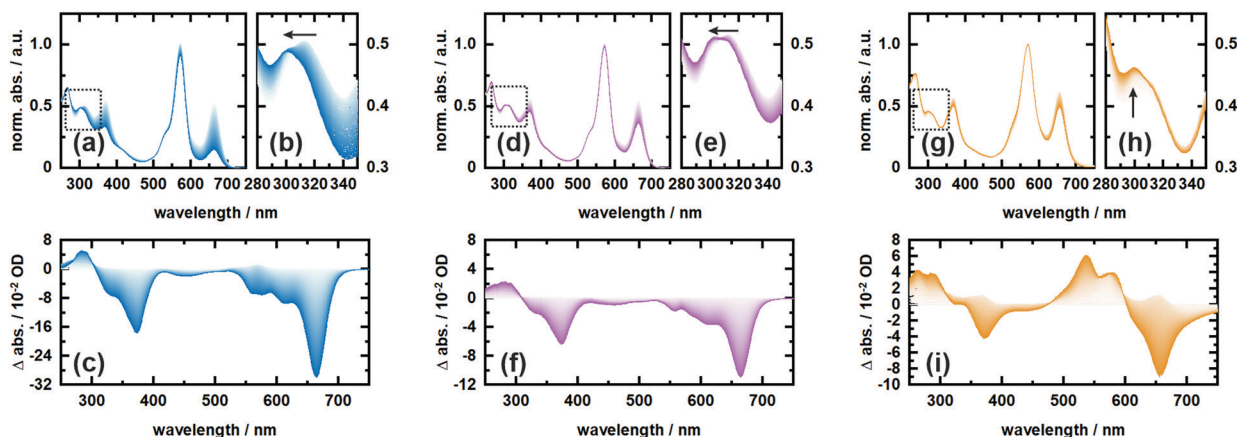 1.0
0.5
0
norm. abs. / a.u.
(a)
300 400 500 600 700
(b)
0.5
0.4
0.3
280 300 320 340
wavelength / nm
1.0
0.5
0
norm. abs. / a.u.
(d)
300 400 500 600 700
(e)
0.5
0.4
0.3
280 300 320 340
wavelength / nm
1.0
0.5
0
norm. abs. / a.u.
(g)
300 400 500 600 700
(h)
0.5
0.4
0.3
280 300 320 340
wavelength / nm
8
0
-8
-16
-24
-32
Δ abs. / 10⁻² OD
(c)
300 400 500 600 700
wavelength / nm
8
4
0
-4
-8
-12
Δ abs. / 10⁻² OD
(f)
300 400 500 600 700
wavelength / nm
8
6
4
2
0
-2
-4
-6
-8
-10
Δ abs. / 10⁻² OD
(i)
300 400 500 600 700
wavelength / nm